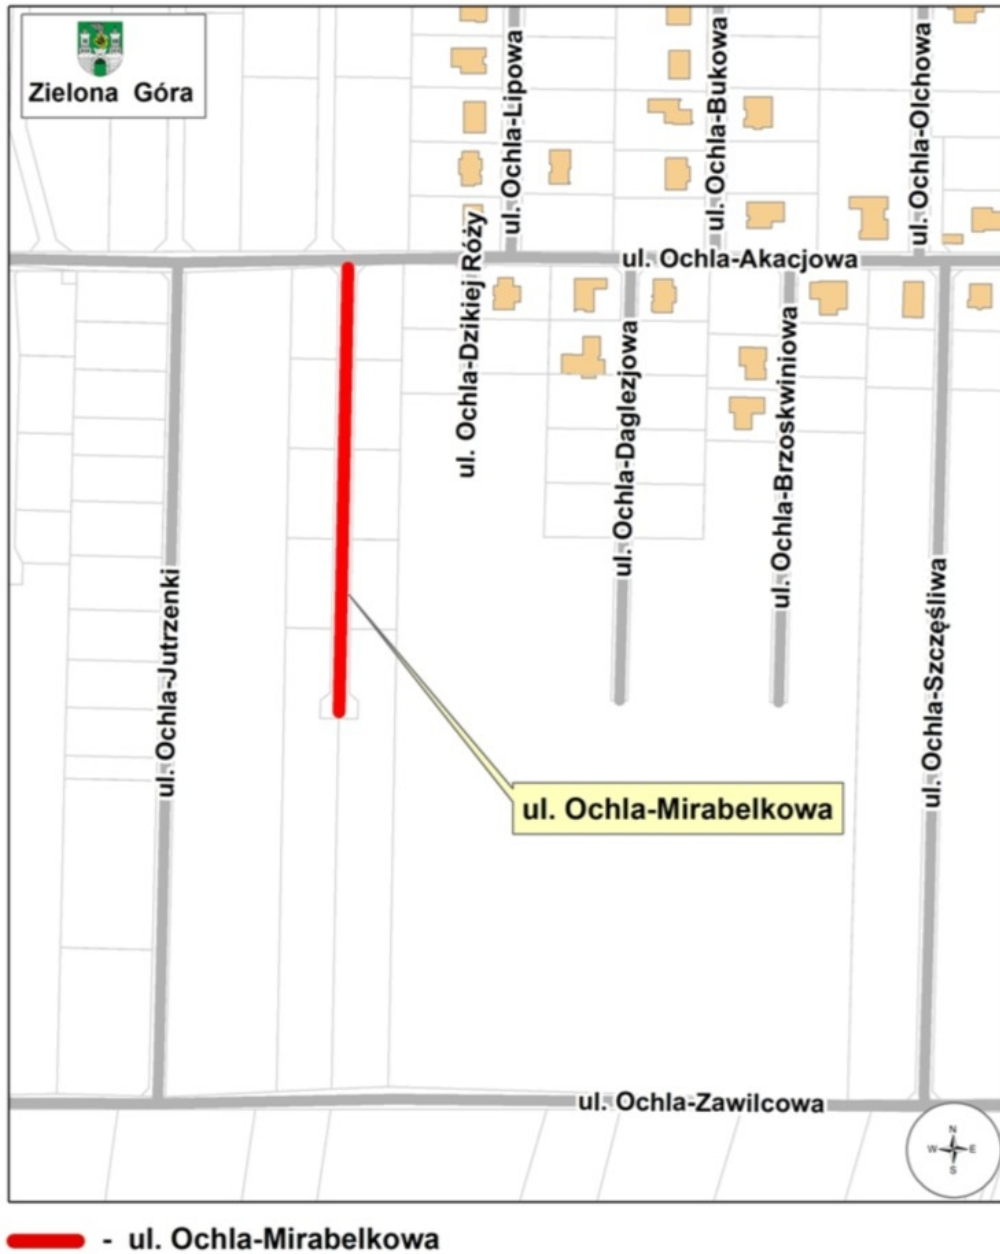 Zielona Góra
ul. Ochla-Lipowa
ul. Ochla-Bukowa
ul. Ochla-Olchowa
ul. Ochla-Akacjowa
ul. Ochla-Dzikiej Róży
ul. Ochla-Daglezjowa
ul. Ochla-Brzoskwiniowa
ul. Ochla-Jutrzenki
ul. Ochla-Szczęśliwa
ul. Ochla-Mirabelkowa
ul. Ochla-Zawilcowa
N
W E
S
- ul. Ochla-Mirabelkowa